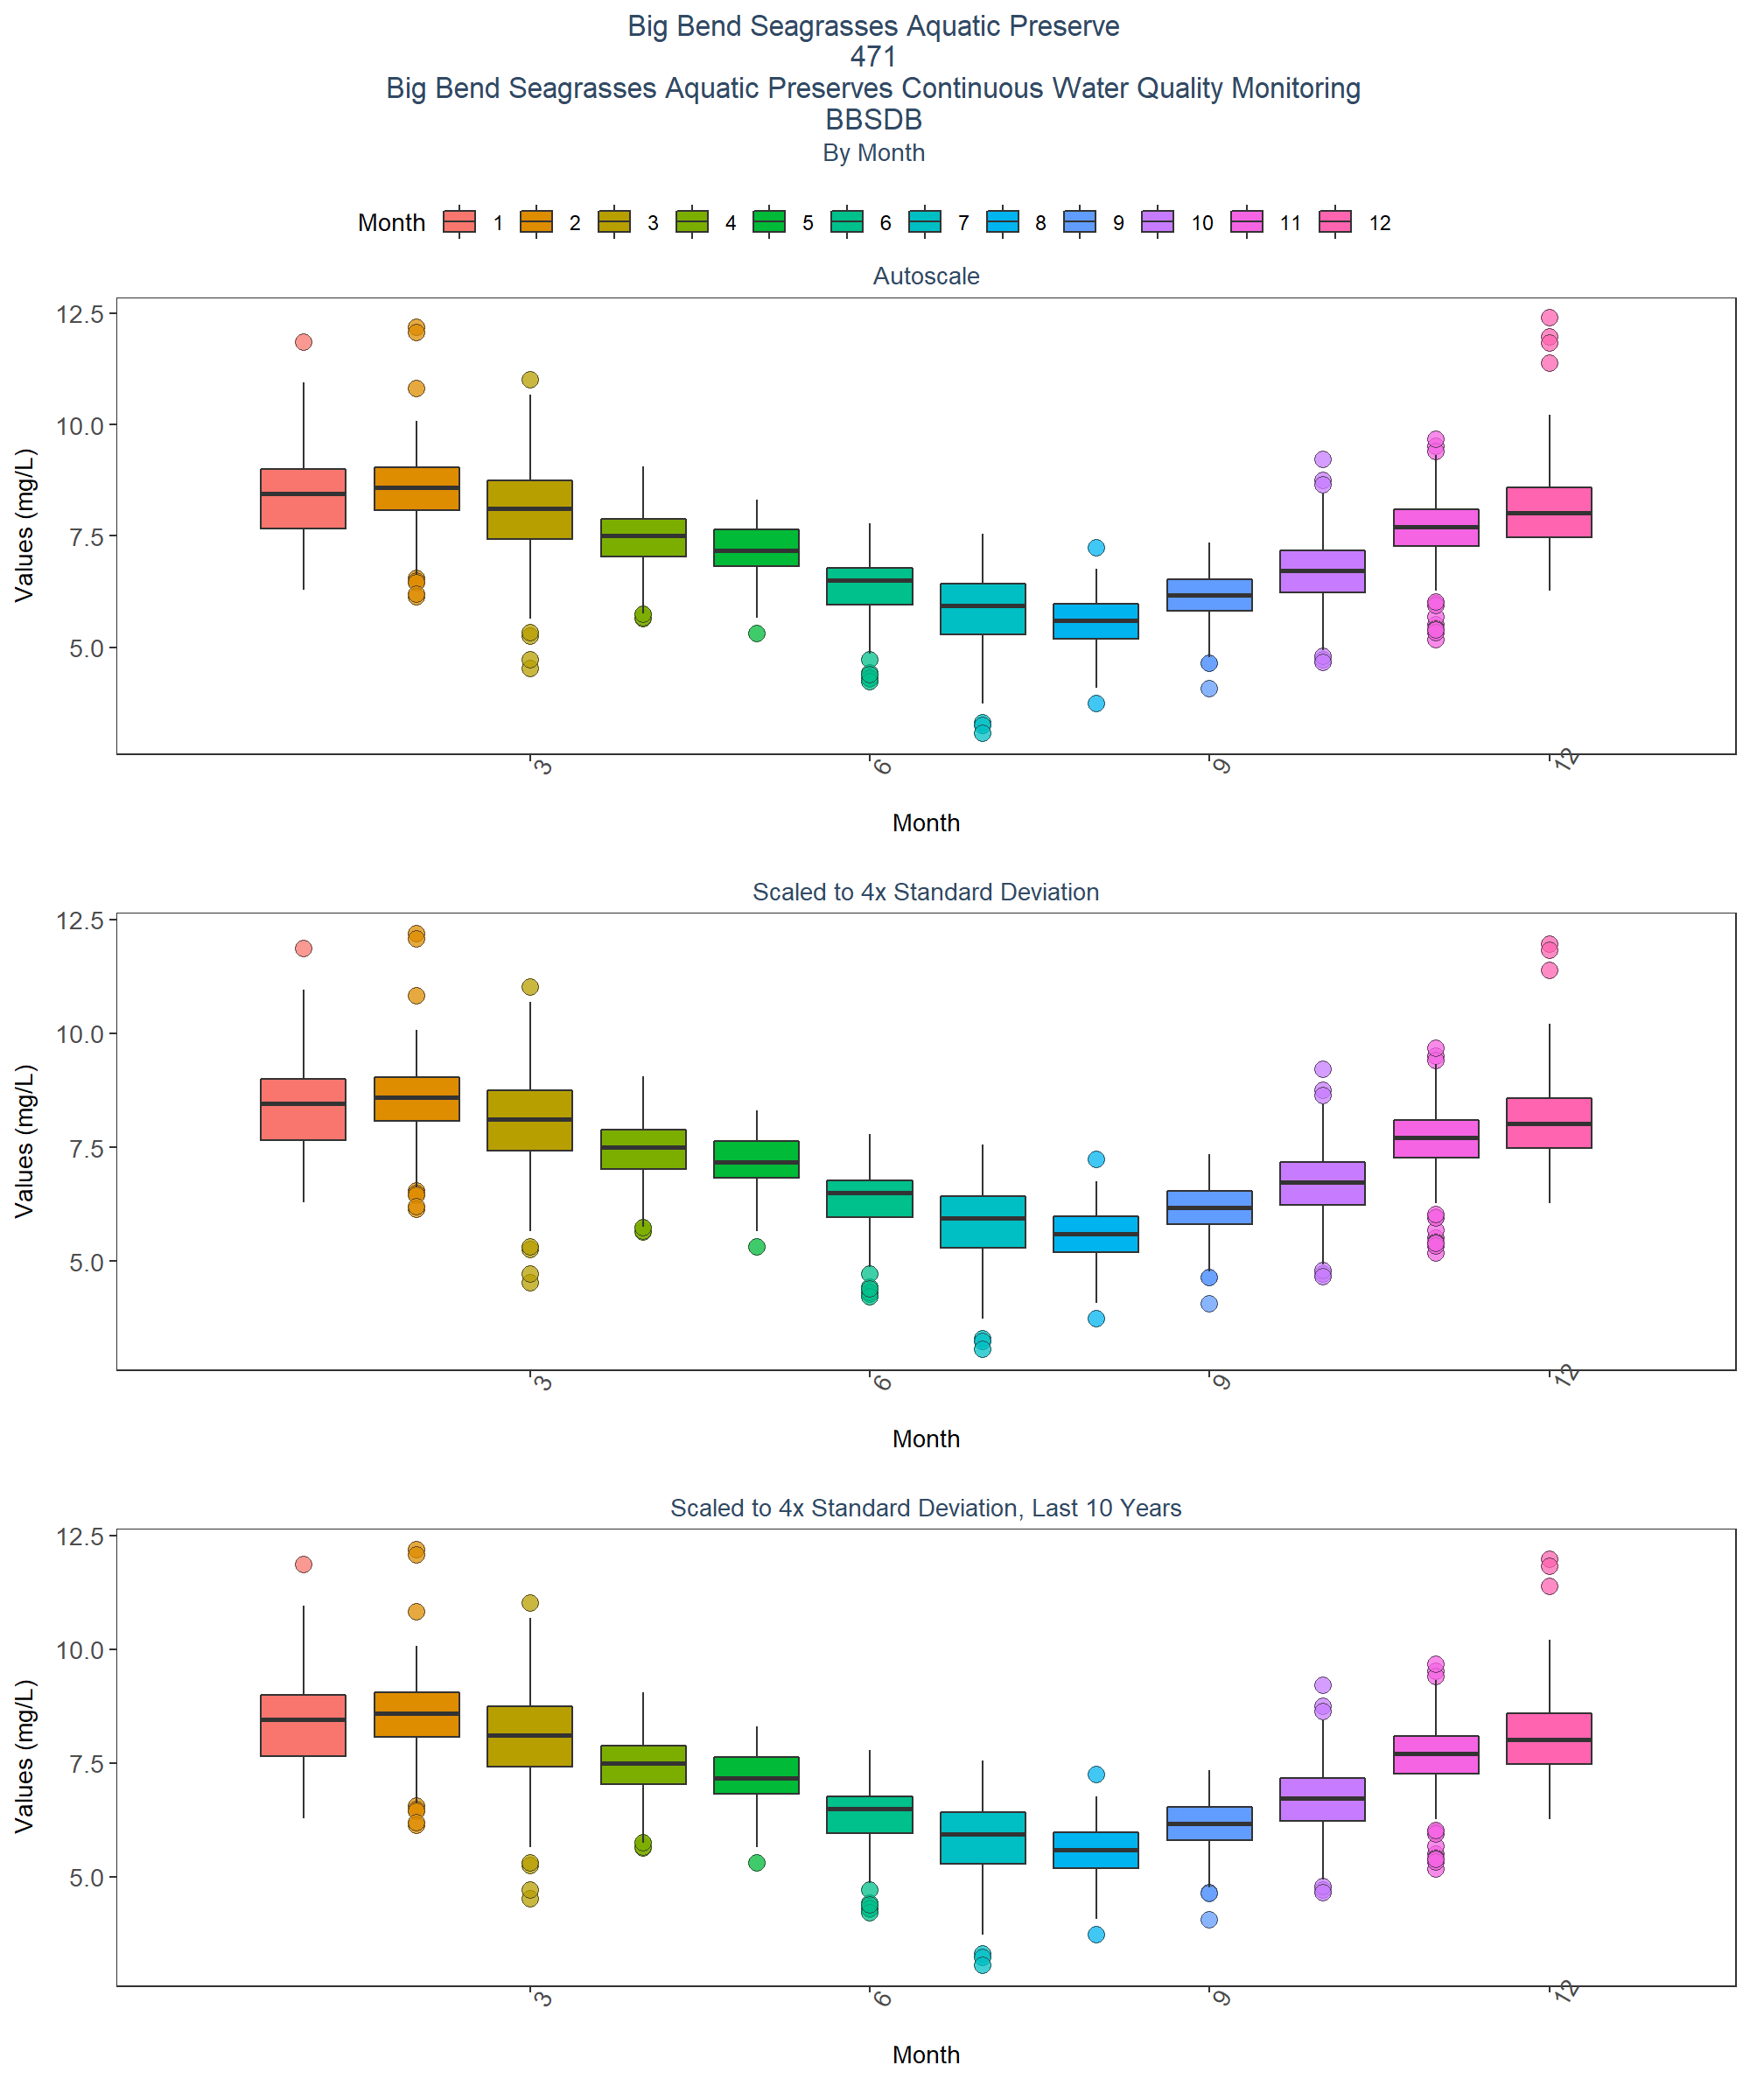 Big Bend Seagrasses Aquatic Preserve
471
Big Bend Seagrasses Aquatic Preserves Continuous Water Quality Monitoring
BBSDB
By Month
Month 1 2 3 4 5 6 7 8 9 10 11 12
Autoscale
Values (mg/L)
12.5
10.0
7.5
5.0
3 6 9 12
Month
Scaled to 4x Standard Deviation
Values (mg/L)
12.5
10.0
7.5
5.0
3 6 9 12
Month
Scaled to 4x Standard Deviation, Last 10 Years
Values (mg/L)
12.5
10.0
7.5
5.0
3 6 9 12
Month